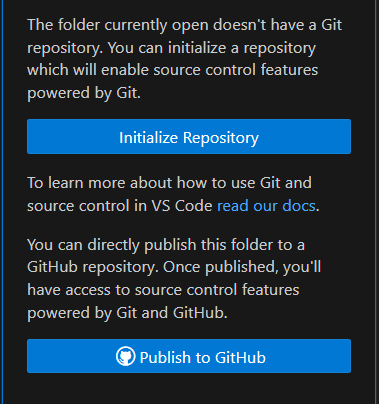 The folder currently open doesn't have a Git
repository. You can initialize a repository
which will enable source control features
powered by Git.
Initialize Repository
To learn more about how to use Git and
source control in VS Code read our docs.
You can directly publish this folder to a
GitHub repository. Once published, you'll
have access to source control features
powered by Git and GitHub.
Publish to GitHub